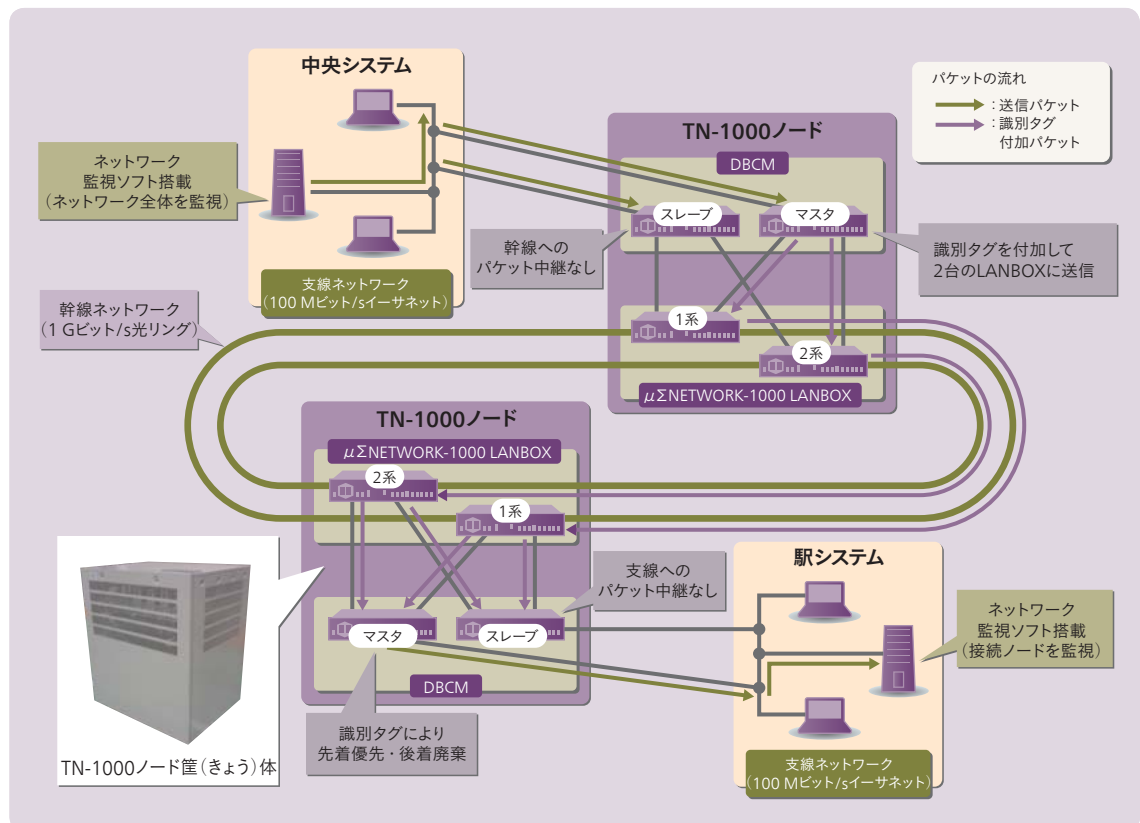 中央システム
ネットワーク
監視ソフト搭載
(ネットワーク全体を監視)
支線ネットワーク
(100 Mビット/sイーサネット)
幹線ネットワーク
(1 Gビット/s光リング)
パケットの流れ
:送信パケット
:識別タグ
付加パケット
TN-1000ノード
DBCM
スレーブ
マスタ
幹線への
パケット中継なし
識別タグを付加して
2台のLANBOXに送信
1系
2系
μΣNETWORK-1000 LANBOX
TN-1000ノード
μΣNETWORK-1000 LANBOX
2系
1系
支線への
パケット中継なし
マスタ
スレーブ
DBCM
識別タグにより
先着優先・後着廃棄
TN-1000ノード筐(きょう)体
駅システム
ネットワーク
監視ソフト搭載
(接続ノードを監視)
支線ネットワーク
(100 Mビット/sイーサネット)